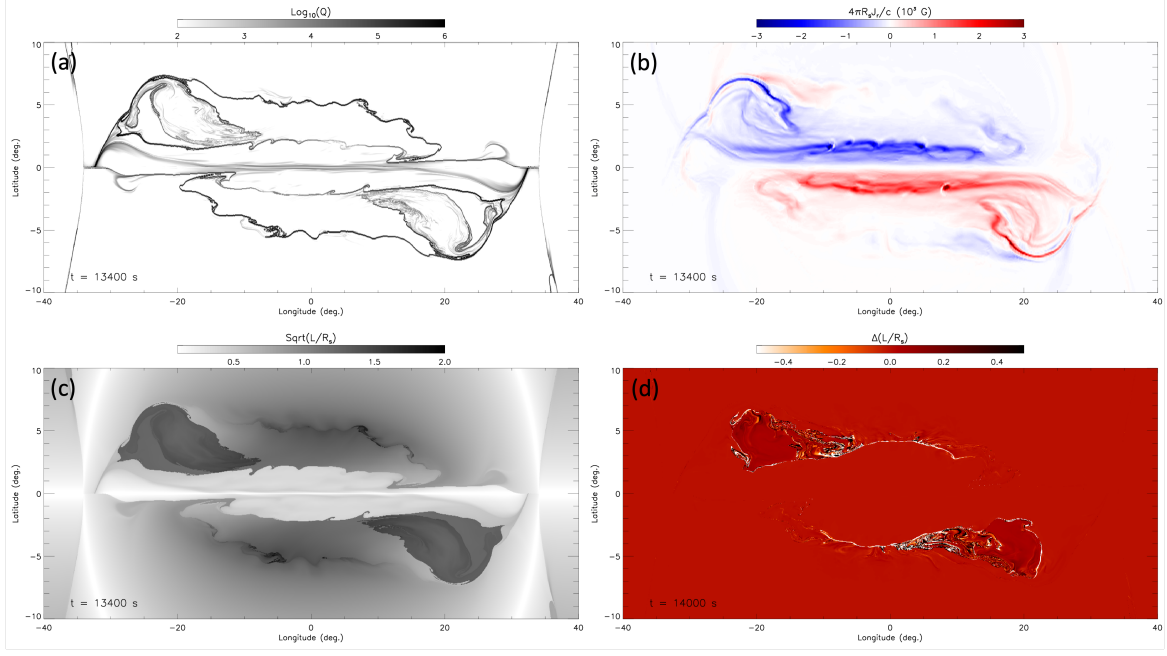 Log₁₀(Q)
2 3 4 5 6
(a)
10
5
0
−5
−10
Latitude (deg.)
t = 13400 s
−40 −20 0 20 40
Longitude (deg.)
4πRₛJᵣ/c (10³ G)
−3 −2 −1 0 1 2 3
(b)
10
5
0
−5
−10
Latitude (deg.)
t = 13400 s
−40 −20 0 20 40
Longitude (deg.)
Sqrt(L/Rₛ)
0.5 1.0 1.5 2.0
(c)
10
5
0
−5
−10
Latitude (deg.)
t = 13400 s
−40 −20 0 20 40
Longitude (deg.)
Δ(L/Rₛ)
−0.4 −0.2 0.0 0.2 0.4
(d)
10
5
0
−5
−10
Latitude (deg.)
t = 14000 s
−40 −20 0 20 40
Longitude (deg.)